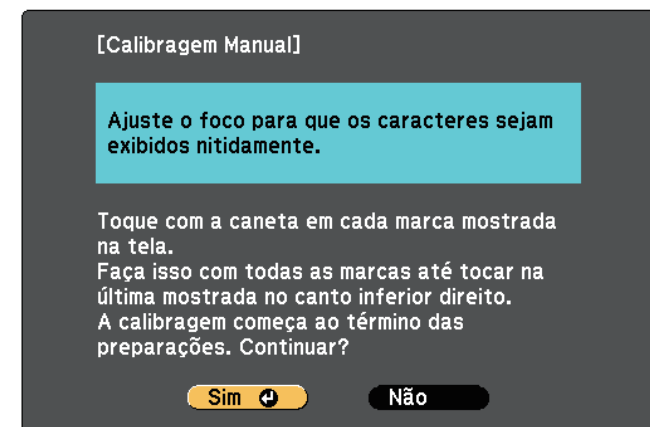 [Calibragem Manual]
Ajuste o foco para que os caracteres sejam
exibidos nitidamente.
Toque com a caneta em cada marca mostrada
na tela.
Faça isso com todas as marcas até tocar na
última mostrada no canto inferior direito.
A calibragem começa ao término das
preparações. Continuar?
Sim Não